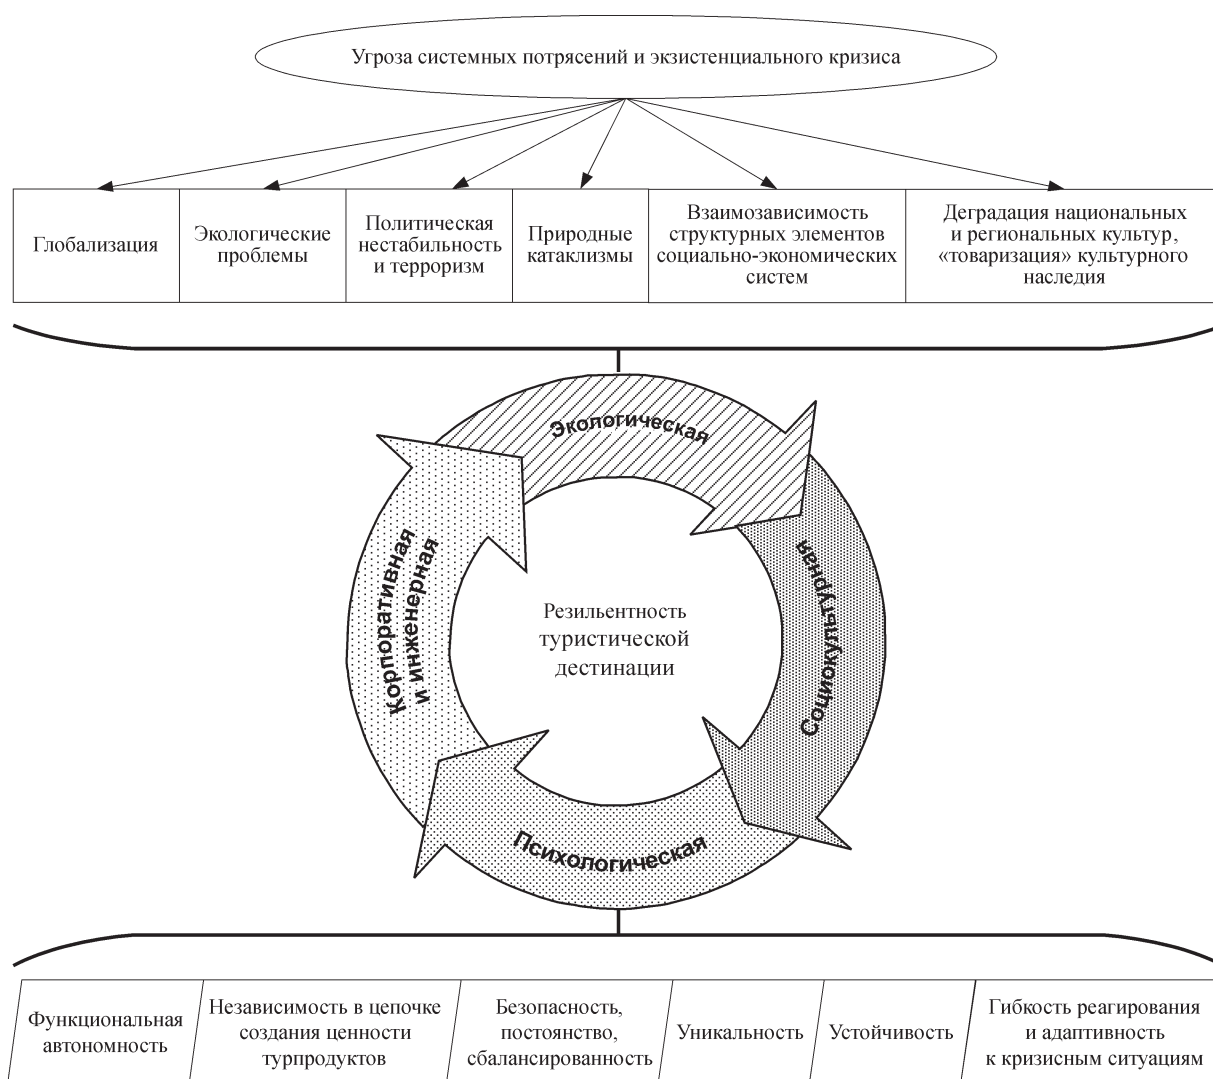 Угроза системных потрясений и экзистенциального кризиса
Глобализация
Экологические
проблемы
Политическая
нестабильность
и терроризм
Природные
катаклизмы
Взаимозависимость
структурных элементов
социально-экономических
систем
Деградация национальных
и региональных культур,
«товаризация» культурного
наследия
Экологическая
Социокультурная
Психологическая
Корпоративная
и инженерная
Резильентность
туристической
дестинации
Функциональная
автономность
Независимость в цепочке
создания ценности
турпродуктов
Безопасность,
постоянство,
сбалансированность
Уникальность
Устойчивость
Гибкость реагирования
и адаптивность
к кризисным ситуациям